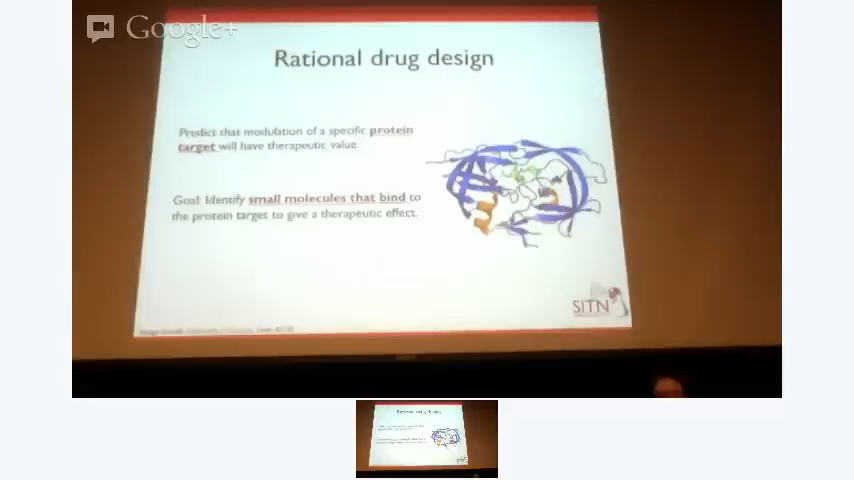 Google+
Rational drug design
Predict that modulation of a specific protein
target will have therapeutic value.
Goal: Identify small molecules that bind to
the protein target to give a therapeutic effect.
SITN